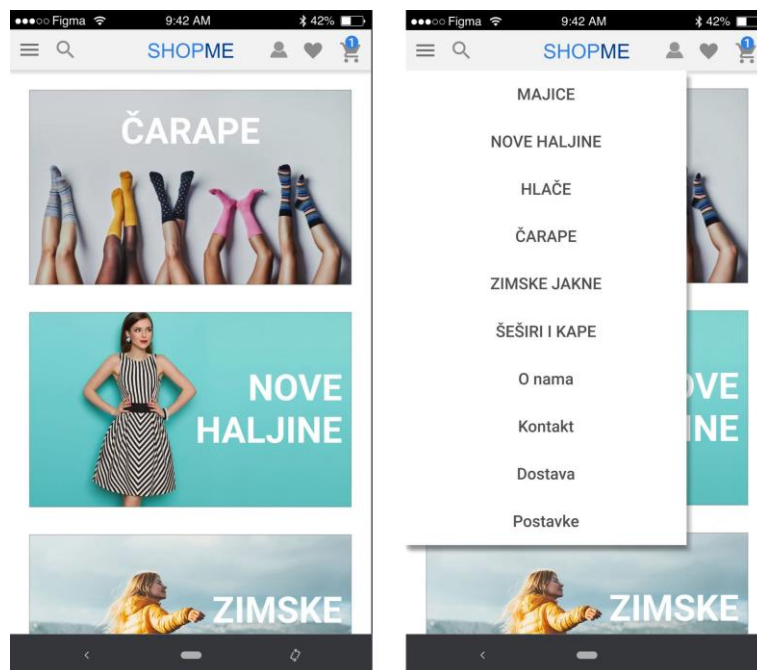 ●●●○○ Figma 9:42 AM 42%
SHOPME 1
ČARAPE
NOVE
HALJINE
ZIMSKE
●●●○○ Figma 9:42 AM 42%
SHOPME 1
MAJICE
NOVE HALJINE
HLAČE
ČARAPE
ZIMSKE JAKNE
ŠEŠIRI I KAPE
O nama
Kontakt
Dostava
Postavke
OVE
INE
ZIMSKE